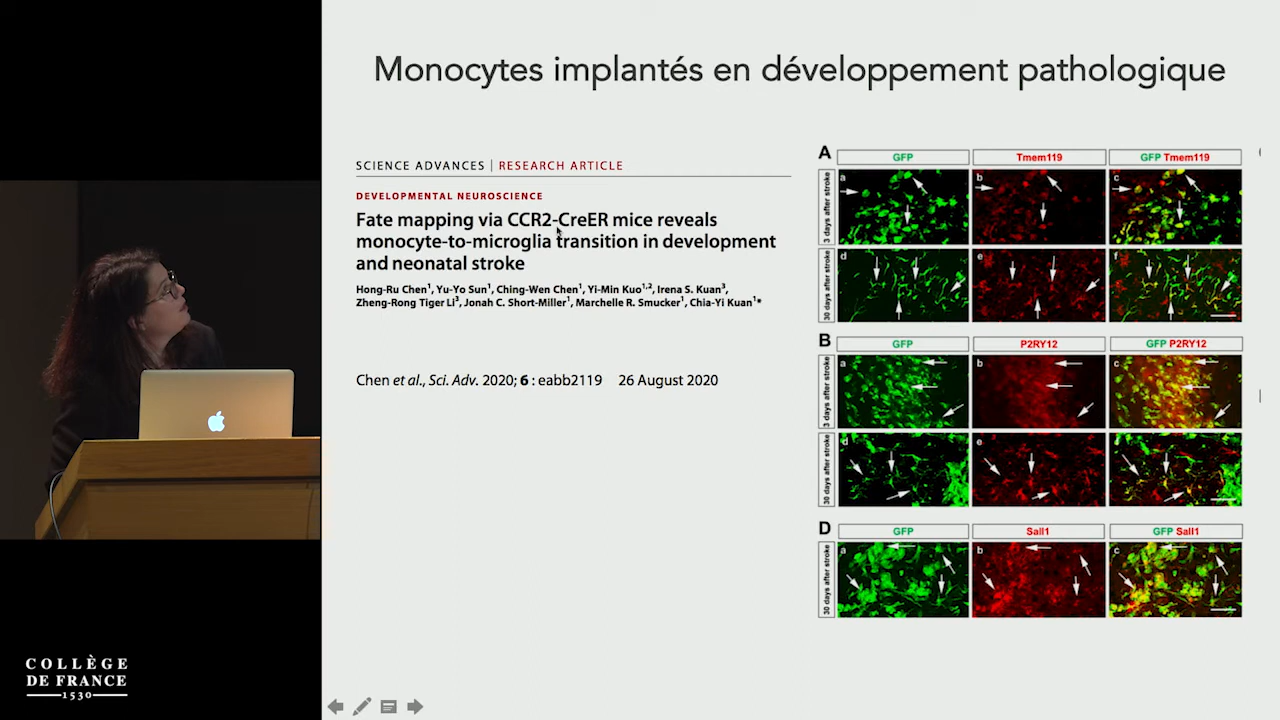 Monocytes implantés en développement pathologique
SCIENCE ADVANCES | RESEARCH ARTICLE
DEVELOPMENTAL NEUROSCIENCE
Fate mapping via CCR2-CreER mice reveals
monocyte-to-microglia transition in development
and neonatal stroke
Hong-Ru Chen1, Yu-Yo Sun1, Ching-Wen Chen1, Yi-Min Kuo1,2, Irena S. Kuan3,
Zheng-Rong Tiger Li3, Jonah C. Short-Miller1, Marchelle R. Smucker1, Chia-Yi Kuan1*
Chen et al., Sci. Adv. 2020; 6 : eabb2119 26 August 2020
A
GFP Tmem119 GFP Tmem119
3 days after stroke
a b c
30 days after stroke
d e f
B
GFP P2RY12 GFP P2RY12
3 days after stroke
a b c
30 days after stroke
d e f
D
GFP Sall1 GFP Sall1
30 days after stroke
a b c
COLLÈGE
DE FRANCE
1530